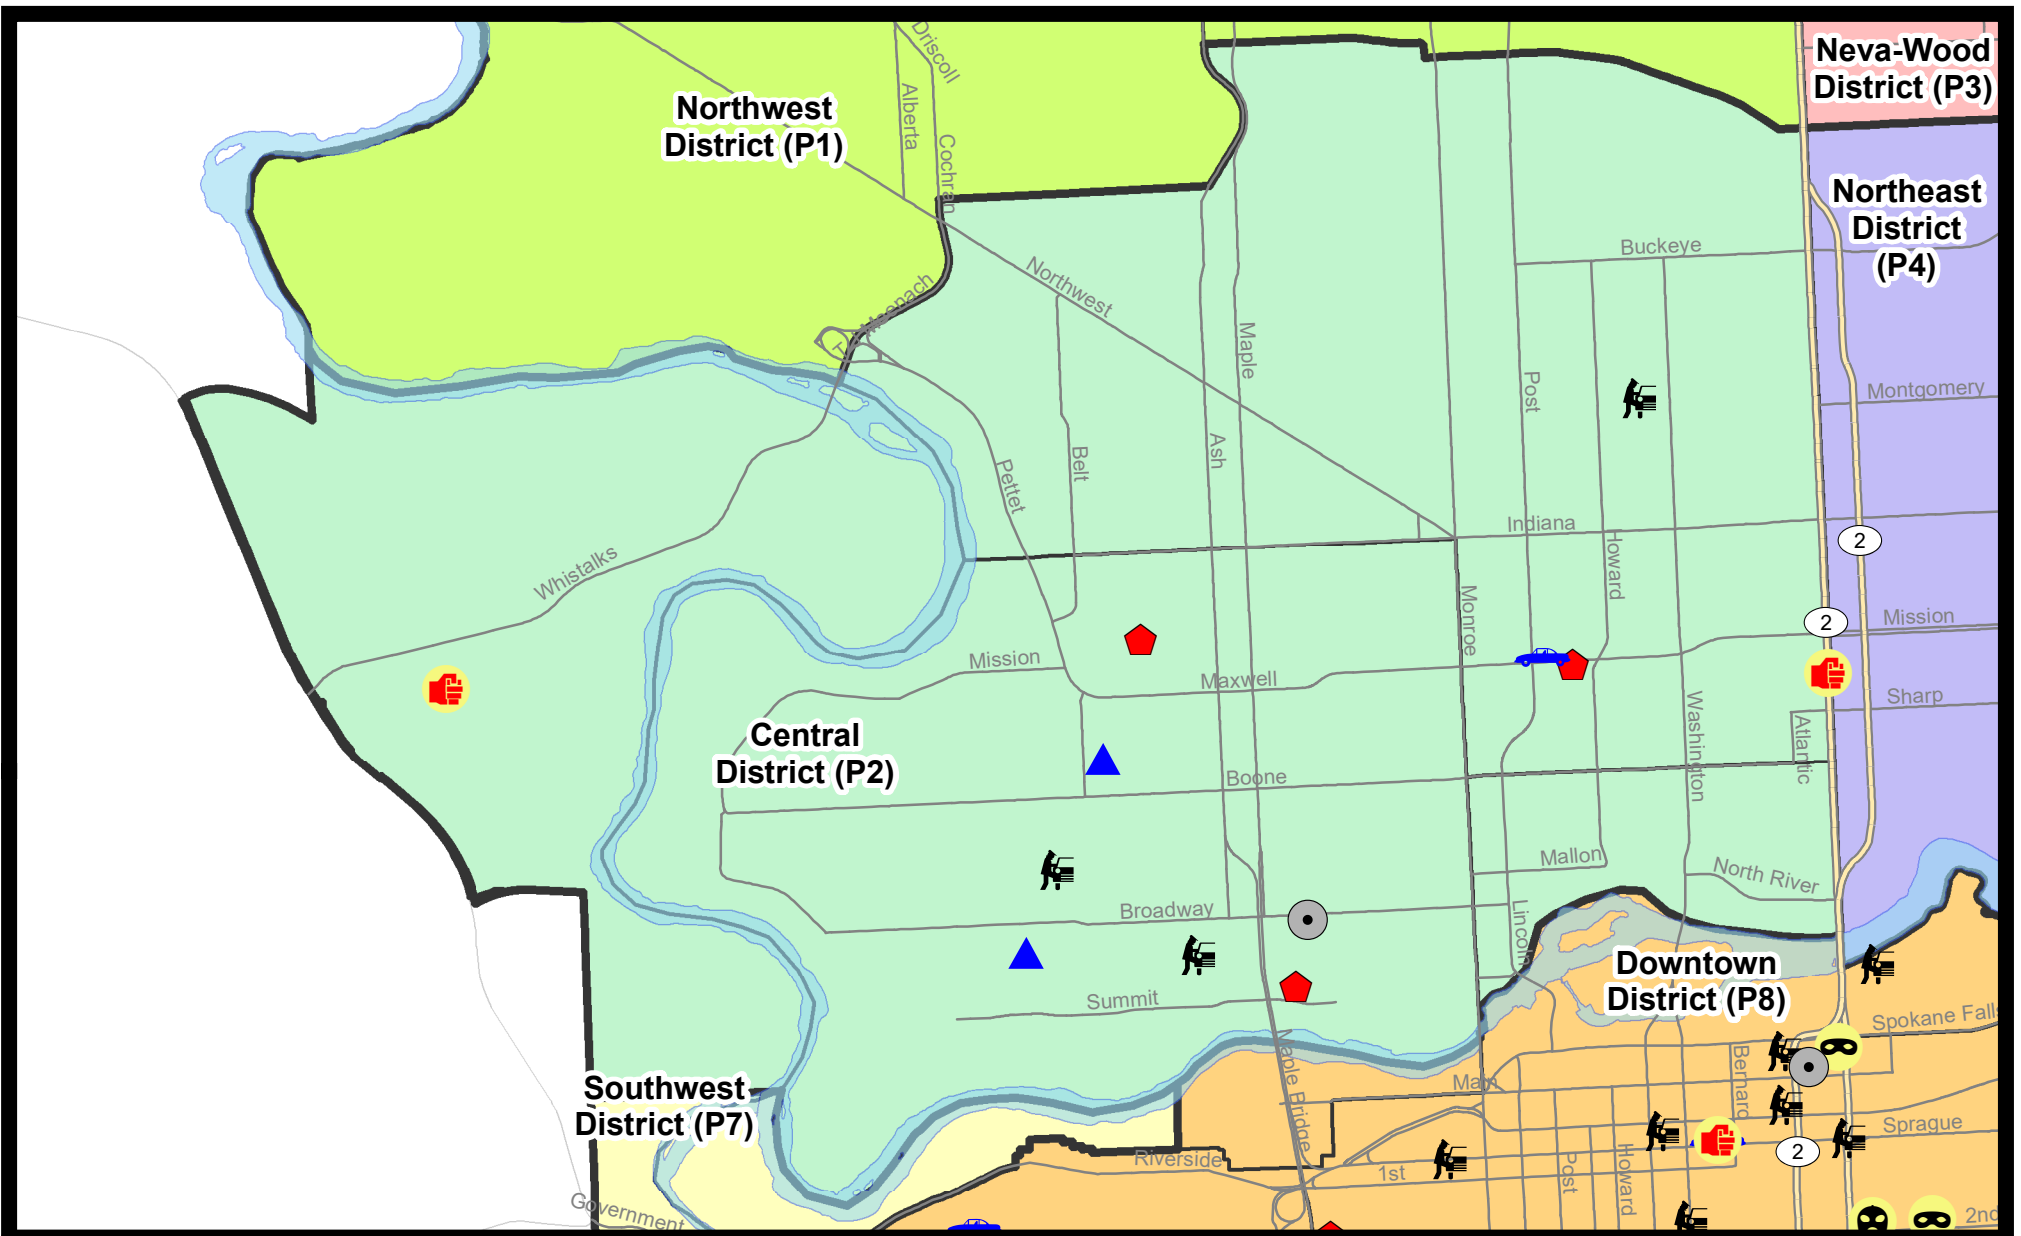 Neva-Wood
District (P3)
Driscoll
Northwest
District (P1)
Alberta
Cochran
Northeast
District
(P4)
Buckeye
Northwest
Maple
Post
Montgomery
Ash
Belt
Pettet
Indiana
Howard
2
Whistalks
Monroe
2
Mission
Mission
Maxwell
Sharp
Washington
Atlantic
Central
District (P2)
Boone
Mallon
North River
Broadway
Lincoln
Downtown
District (P8)
Summit
Spokane Falls
Maple Bridge
Main
Bernard
Southwest
District (P7)
Sprague
2
Riverside
1st
Post
Howard
Government
2nd